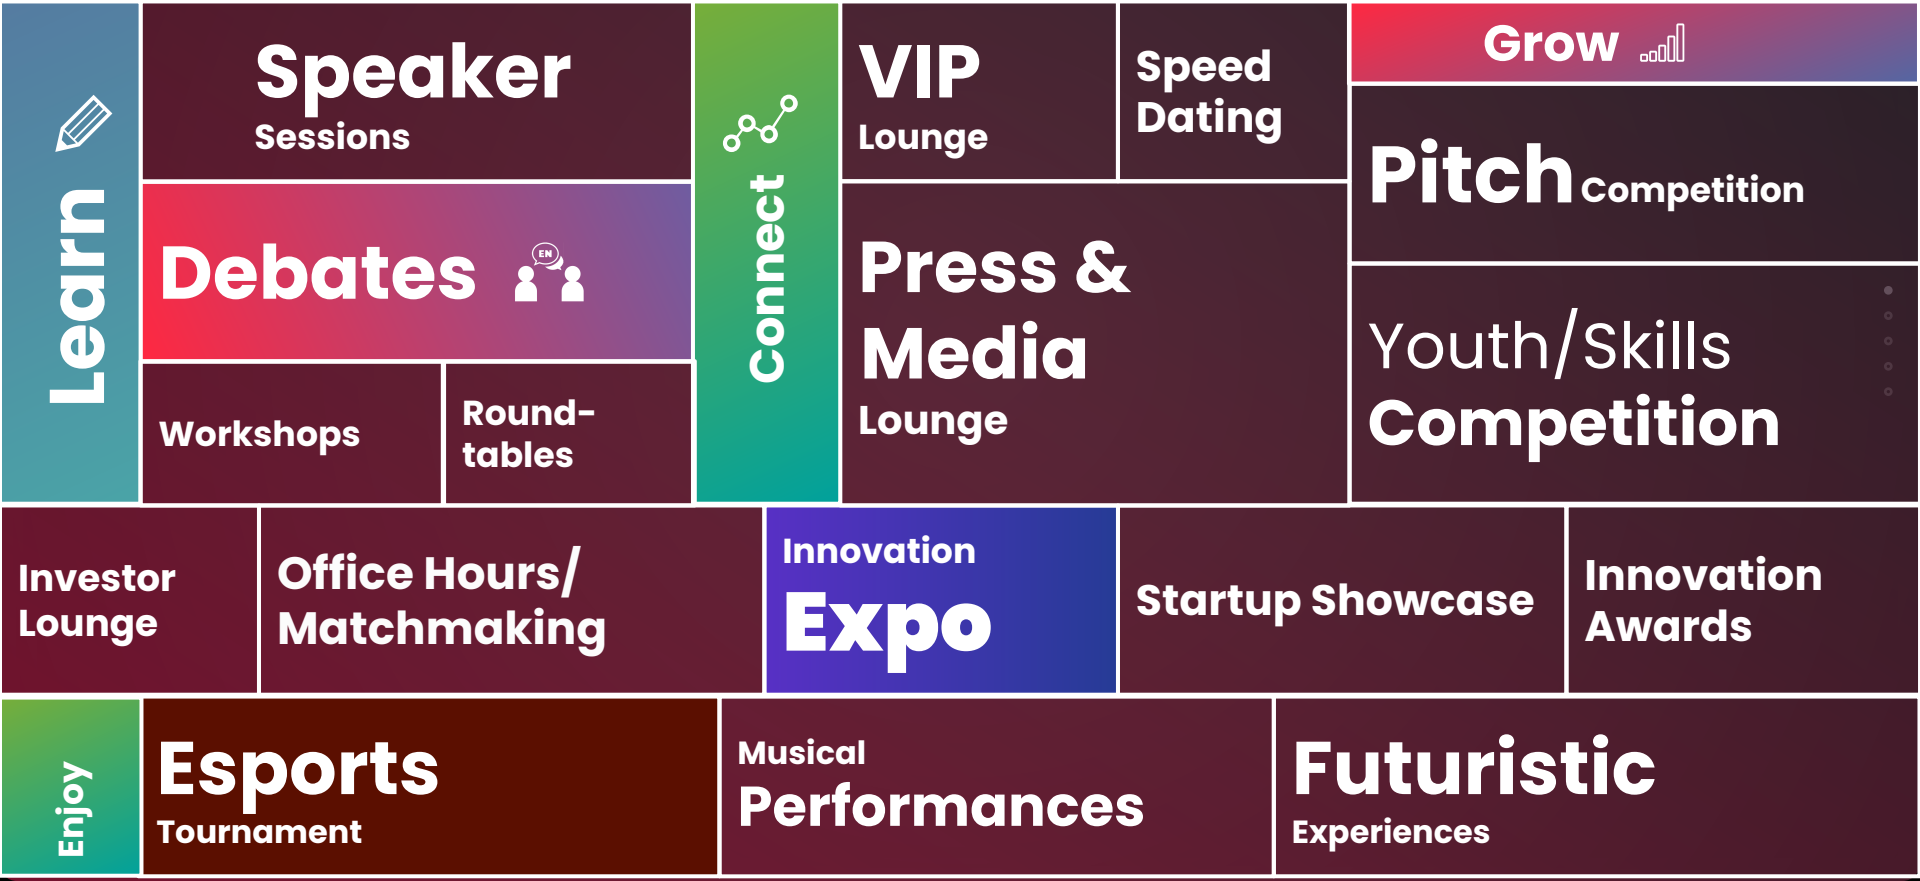 Learn
Speaker
Sessions
Debates
EN
Workshops
Round-
tables
Connect
VIP
Lounge
Speed
Dating
Press &
Media
Lounge
Grow
Pitch Competition
Youth/Skills
Competition
Investor
Lounge
Office Hours/
Matchmaking
Innovation
Expo
Startup Showcase
Innovation
Awards
Enjoy
Esports
Tournament
Musical
Performances
Futuristic
Experiences